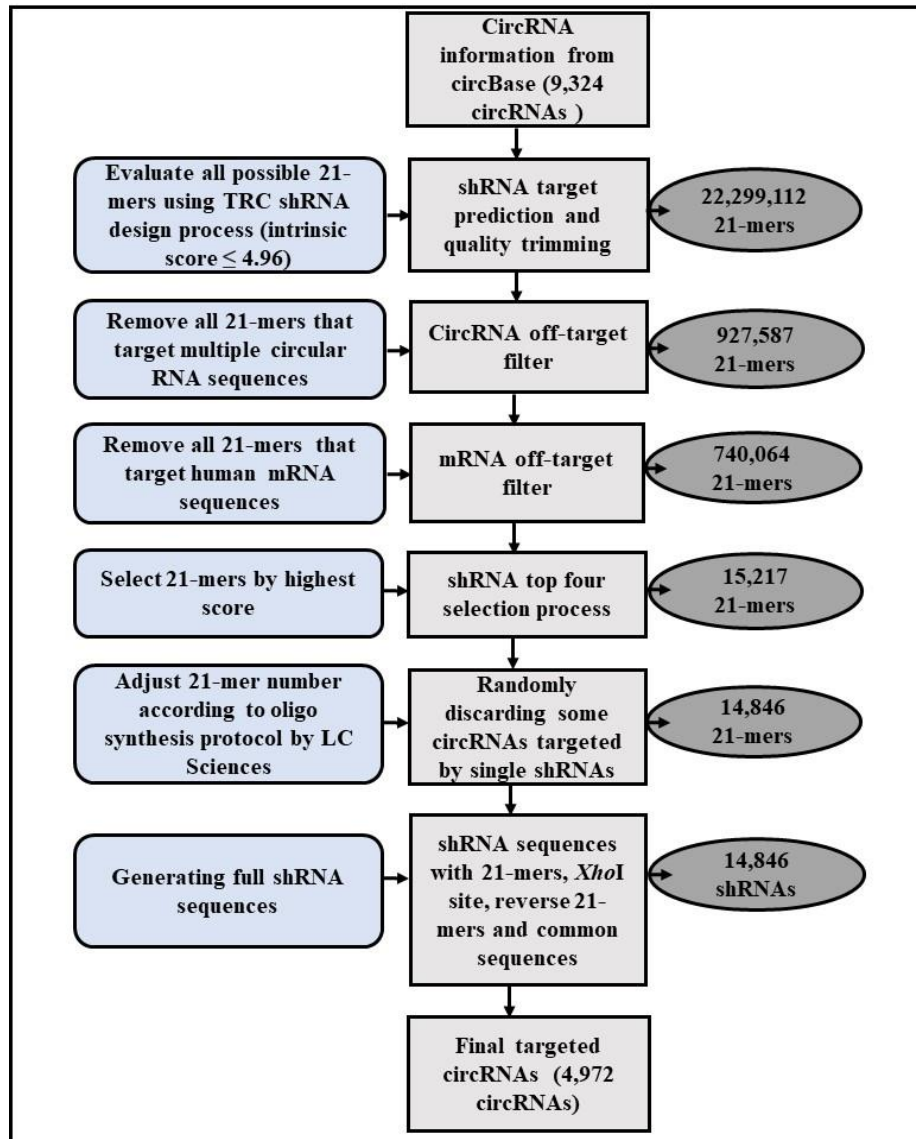 CircRNA
information from
circBase (9,324
circRNAs )
Evaluate all possible 21-
mers using TRC shRNA
design process (intrinsic
score ≤ 4.96)
shRNA target
prediction and
quality trimming
22,299,112
21-mers
Remove all 21-mers that
target multiple circular
RNA sequences
CircRNA off-target
filter
927,587
21-mers
Remove all 21-mers that
target human mRNA
sequences
mRNA off-target
filter
740,064
21-mers
Select 21-mers by highest
score
shRNA top four
selection process
15,217
21-mers
Adjust 21-mer number
according to oligo
synthesis protocol by LC
Sciences
Randomly
discarding some
circRNAs targeted
by single shRNAs
14,846
21-mers
Generating full shRNA
sequences
shRNA sequences
with 21-mers, XhoI
site, reverse 21-
mers and common
sequences
14,846
shRNAs
Final targeted
circRNAs (4,972
circRNAs)